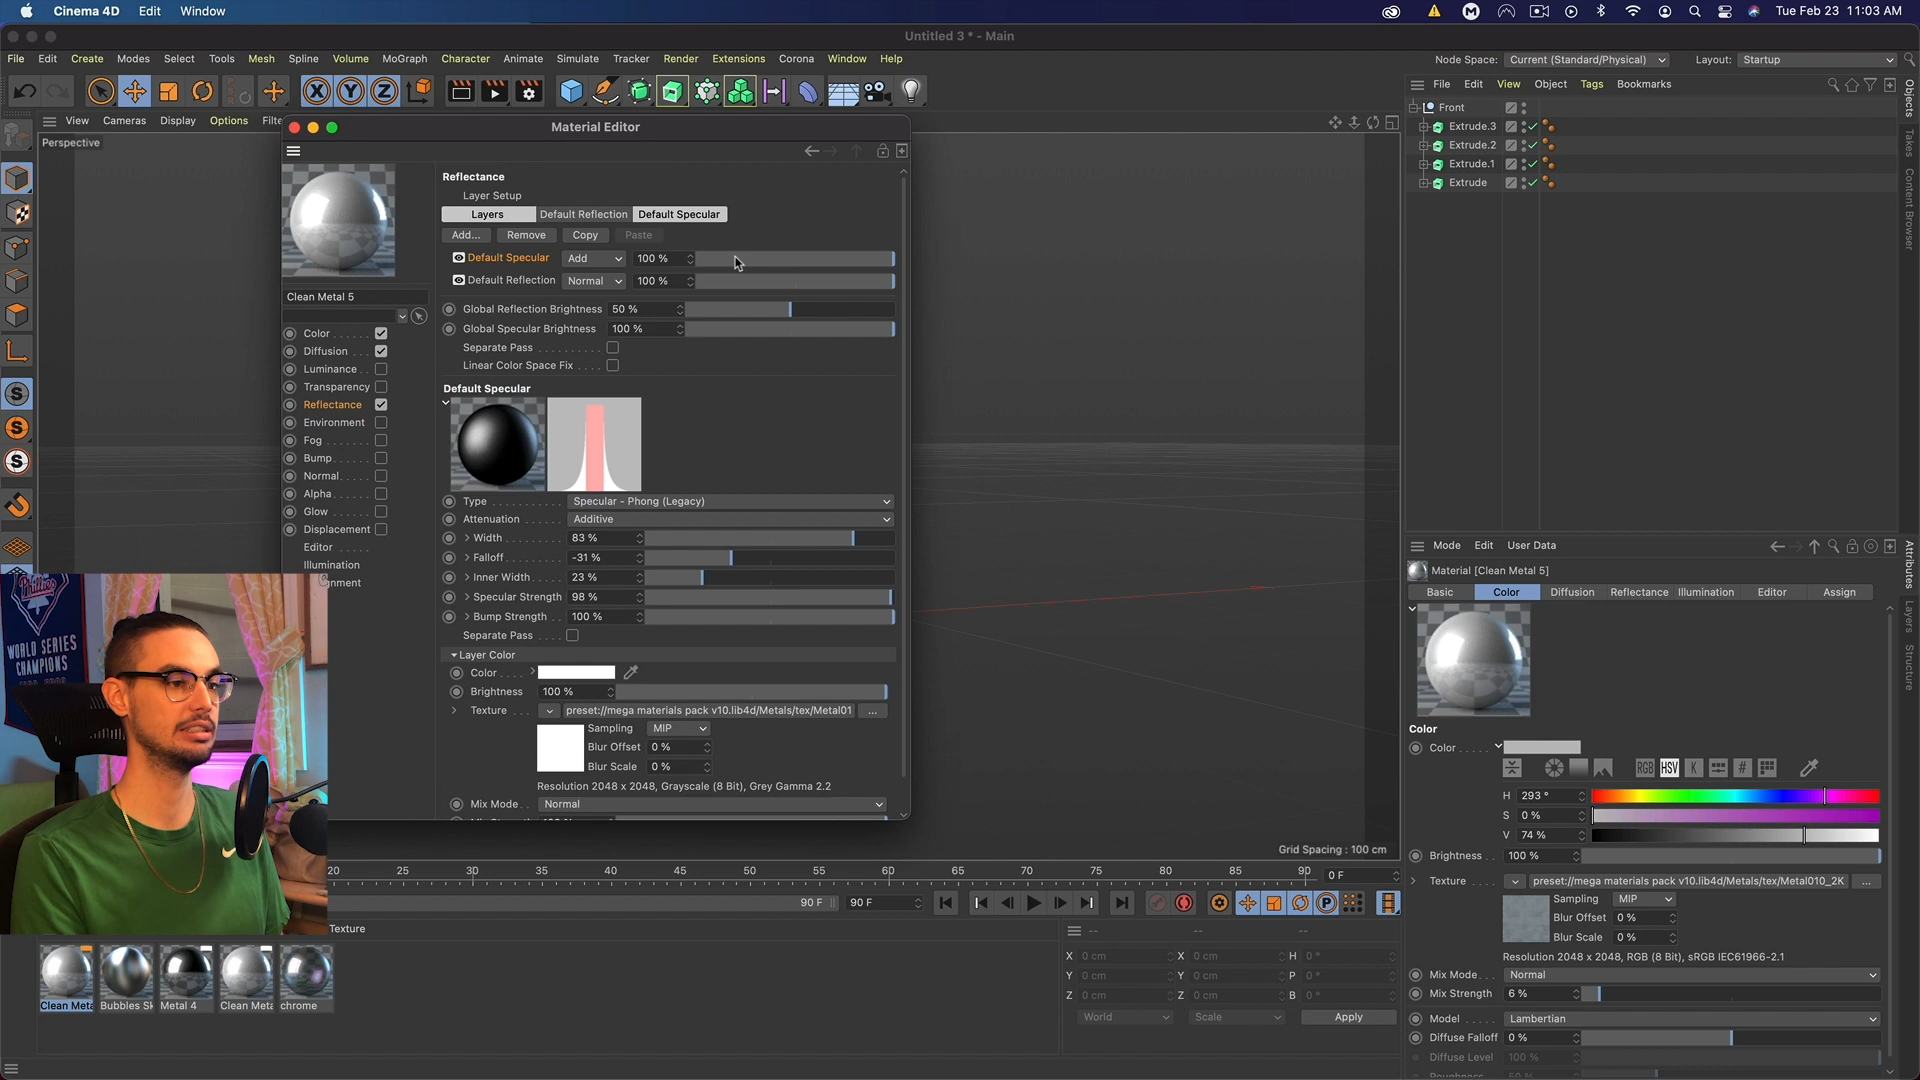 Cinema 4D Edit Window
Tue Feb 23 11:03 AM
Untitled 3 * - Main
File Edit Create Modes Select Tools Mesh Spline Volume MoGraph Character Animate Simulate Tracker Render Extensions Corona Window Help
Node Space: Current (Standard/Physical) Layout: Startup
File Edit View Object Tags Bookmarks
View Cameras Display Options Filte
Perspective
Material Editor
Front
Extrude.3
Extrude.2
Extrude.1
Extrude
Objects
Takes
Content Browser
Reflectance
Layer Setup
Layers Default Reflection Default Specular
Add... Remove Copy Paste
Default Specular Add 100 %
Default Reflection Normal 100 %
Global Reflection Brightness 50 %
Global Specular Brightness 100 %
Separate Pass
Linear Color Space Fix
Clean Metal 5
Color
Diffusion
Luminance
Transparency
Reflectance
Environment
Fog
Bump
Normal
Alpha
Glow
Displacement
Editor
Illumination
gnment
Default Specular
Type Specular - Phong (Legacy)
Attenuation Additive
Width 83 %
Falloff -31 %
Inner Width 23 %
Specular Strength 98 %
Bump Strength 100 %
Separate Pass
Layer Color
Color
Brightness 100 %
Texture preset://mega materials pack v10.lib4d/Metals/tex/Metal01 ...
Sampling MIP
Blur Offset 0 %
Blur Scale 0 %
Resolution 2048 x 2048, Grayscale (8 Bit), Grey Gamma 2.2
Mix Mode Normal
Grid Spacing : 100 cm
Mode Edit User Data
Material [Clean Metal 5]
Basic Color Diffusion Reflectance Illumination Editor Assign
Attributes
Layers
Structure
Color
Color
RGB HSV K #
H 293 °
S 0 %
V 74 %
Brightness 100 %
Texture preset://mega materials pack v10.lib4d/Metals/tex/Metal010_2K ...
Sampling MIP
Blur Offset 0 %
Blur Scale 0 %
Resolution 2048 x 2048, RGB (8 Bit), sRGB IEC61966-2.1
Mix Mode Normal
Mix Strength 6 %
Model Lambertian
Diffuse Falloff 0 %
Diffuse Level 100 %
20 25 30 35 40 45 50 55 60 65 70 75 80 85 90 0 F
90 F 90 F
Texture
X 0 cm X 0 cm H 0 °
Y 0 cm Y 0 cm P 0 °
Z 0 cm Z 0 cm B 0 °
World Scale Apply
Clean Meta Bubbles Sk Metal 4 Clean Meta chrome
Phillies
WORLD SERIES
CHAMPIONS